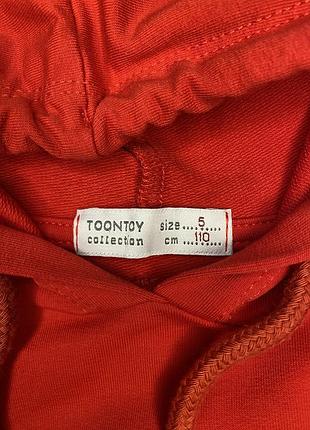 TOONTOY size.....5.....
collection cm .....110.....